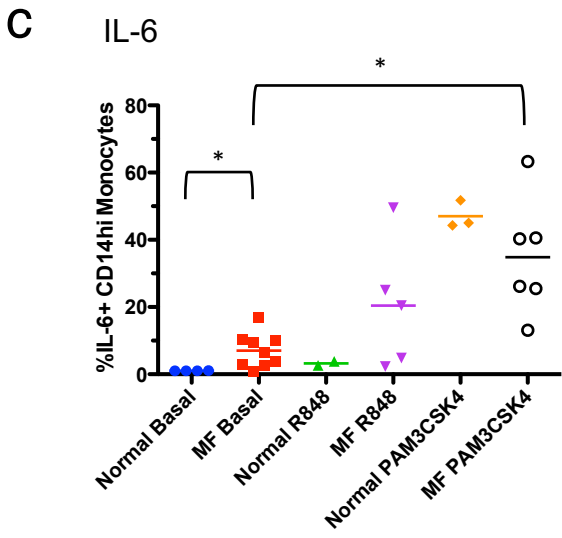 C
IL-6
*
*
%IL-6+ CD14hi Monocytes
80
60
40
20
0
Normal Basal
MF Basal
Normal R848
MF R848
Normal PAM3CSK4
MF PAM3CSK4